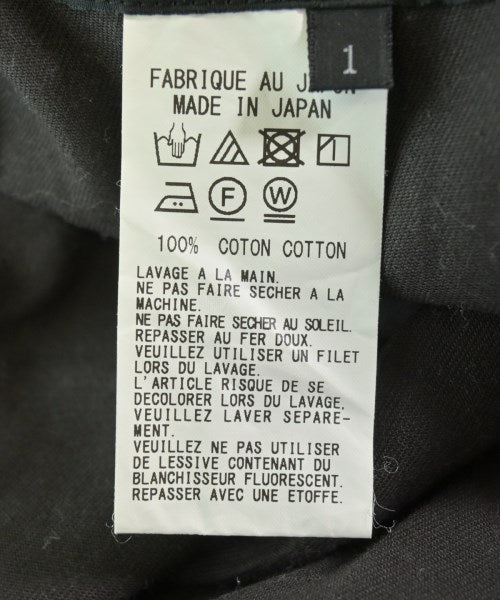 1
FABRIQUE AU JAPON
MADE IN JAPAN
F
W
100% COTON COTTON
LAVAGE A LA MAIN.
NE PAS FAIRE SECHER A LA
MACHINE.
NE PAS FAIRE SECHER AU SOLEIL.
REPASSER AU FER DOUX.
VEUILLEZ UTILISER UN FILET
LORS DU LAVAGE.
L'ARTICLE RISQUE DE SE
DECOLORER LORS DU LAVAGE.
VEUILLEZ LAVER SEPARE-
MENT.
VEUILLEZ NE PAS UTILISER
DE LESSIVE CONTENANT DU
BLANCHISSEUR FLUORESCENT.
REPASSER AVEC UNE ETOFFE.